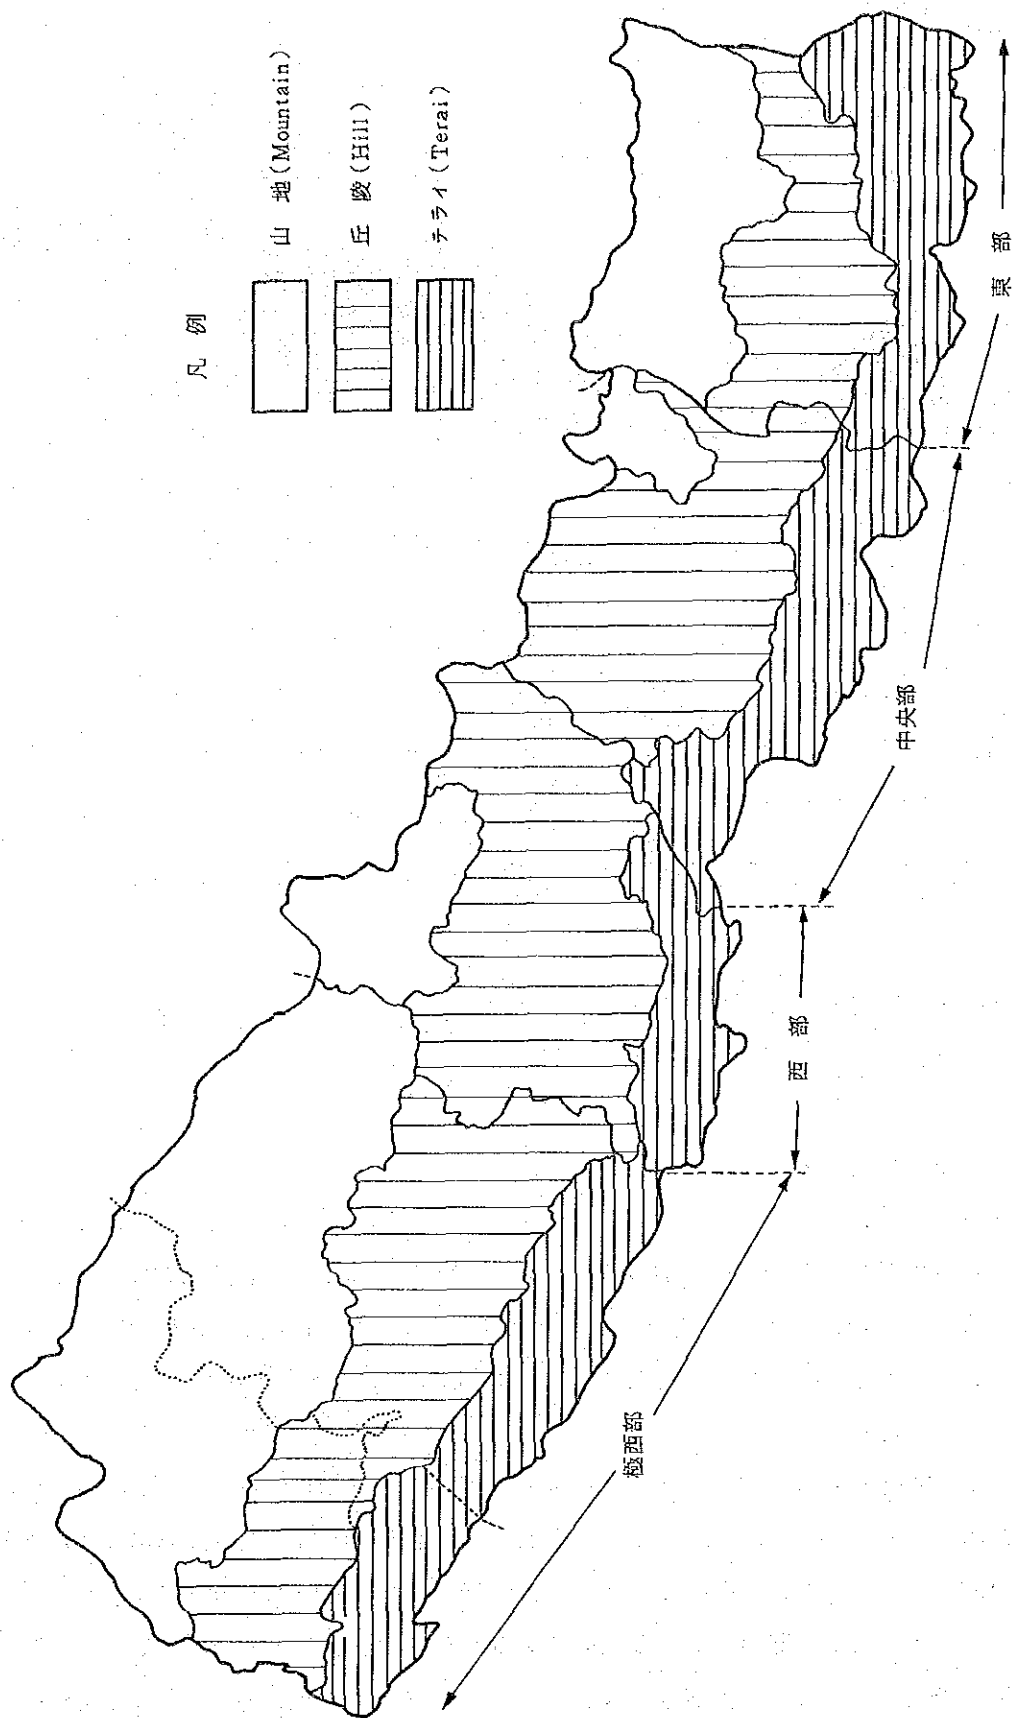 凡 例
山 地(Mountain)
丘 陵(Hill)
テライ(Terai)
極西部
西 部
中央部
東 部